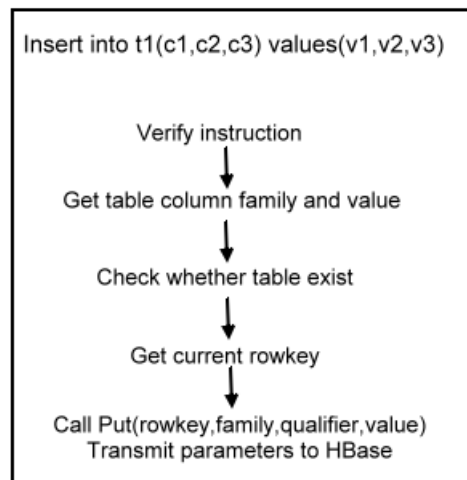 Insert into t1(c1,c2,c3) values(v1,v2,v3)
Verify instruction
Get table column family and value
Check whether table exist
Get current rowkey
Call Put(rowkey,family,qualifier,value)
Transmit parameters to HBase